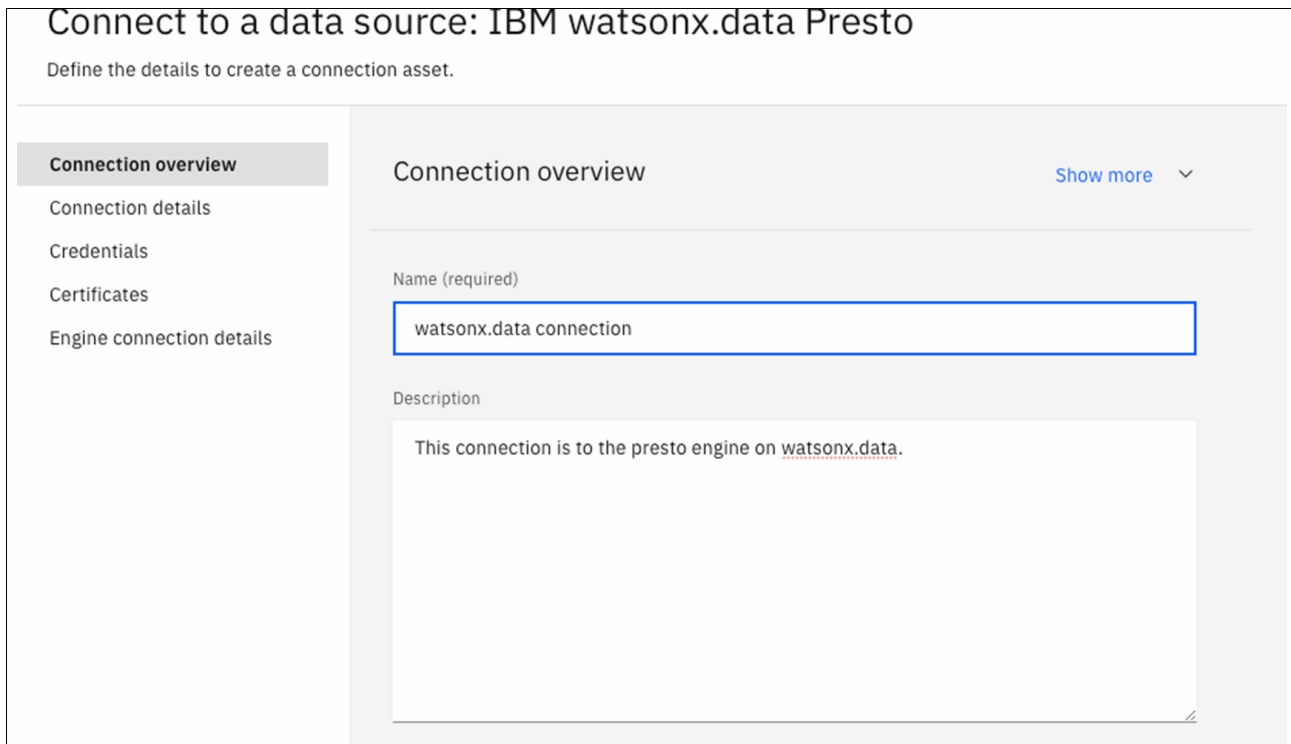 Connect to a data source: IBM watsonx.data Presto
Define the details to create a connection asset.
Connection overview
Connection details
Credentials
Certificates
Engine connection details
Connection overview
Show more
Name (required)
watsonx.data connection
Description
This connection is to the presto engine on watsonx.data.